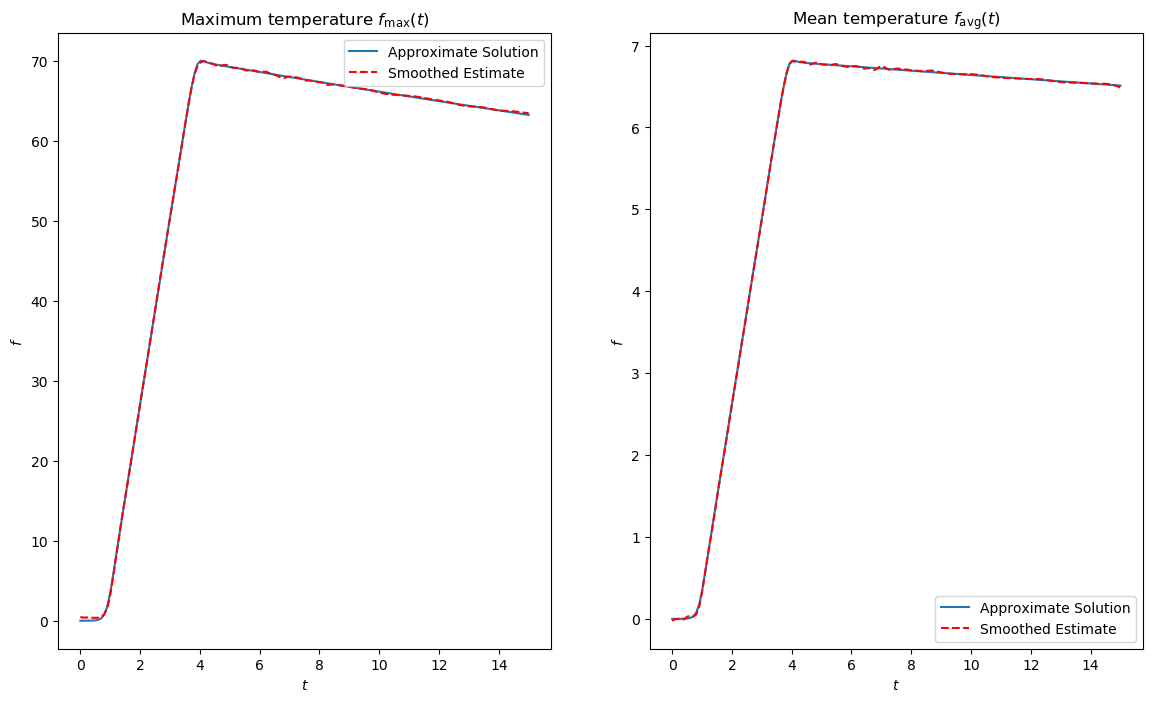 Maximum temperature f_max(t)
Approximate Solution
Smoothed Estimate
70
60
50
40
30
20
10
0
f
0 2 4 6 8 10 12 14
t
Mean temperature f_avg(t)
7
6
5
4
3
2
1
0
f
Approximate Solution
Smoothed Estimate
0 2 4 6 8 10 12 14
t